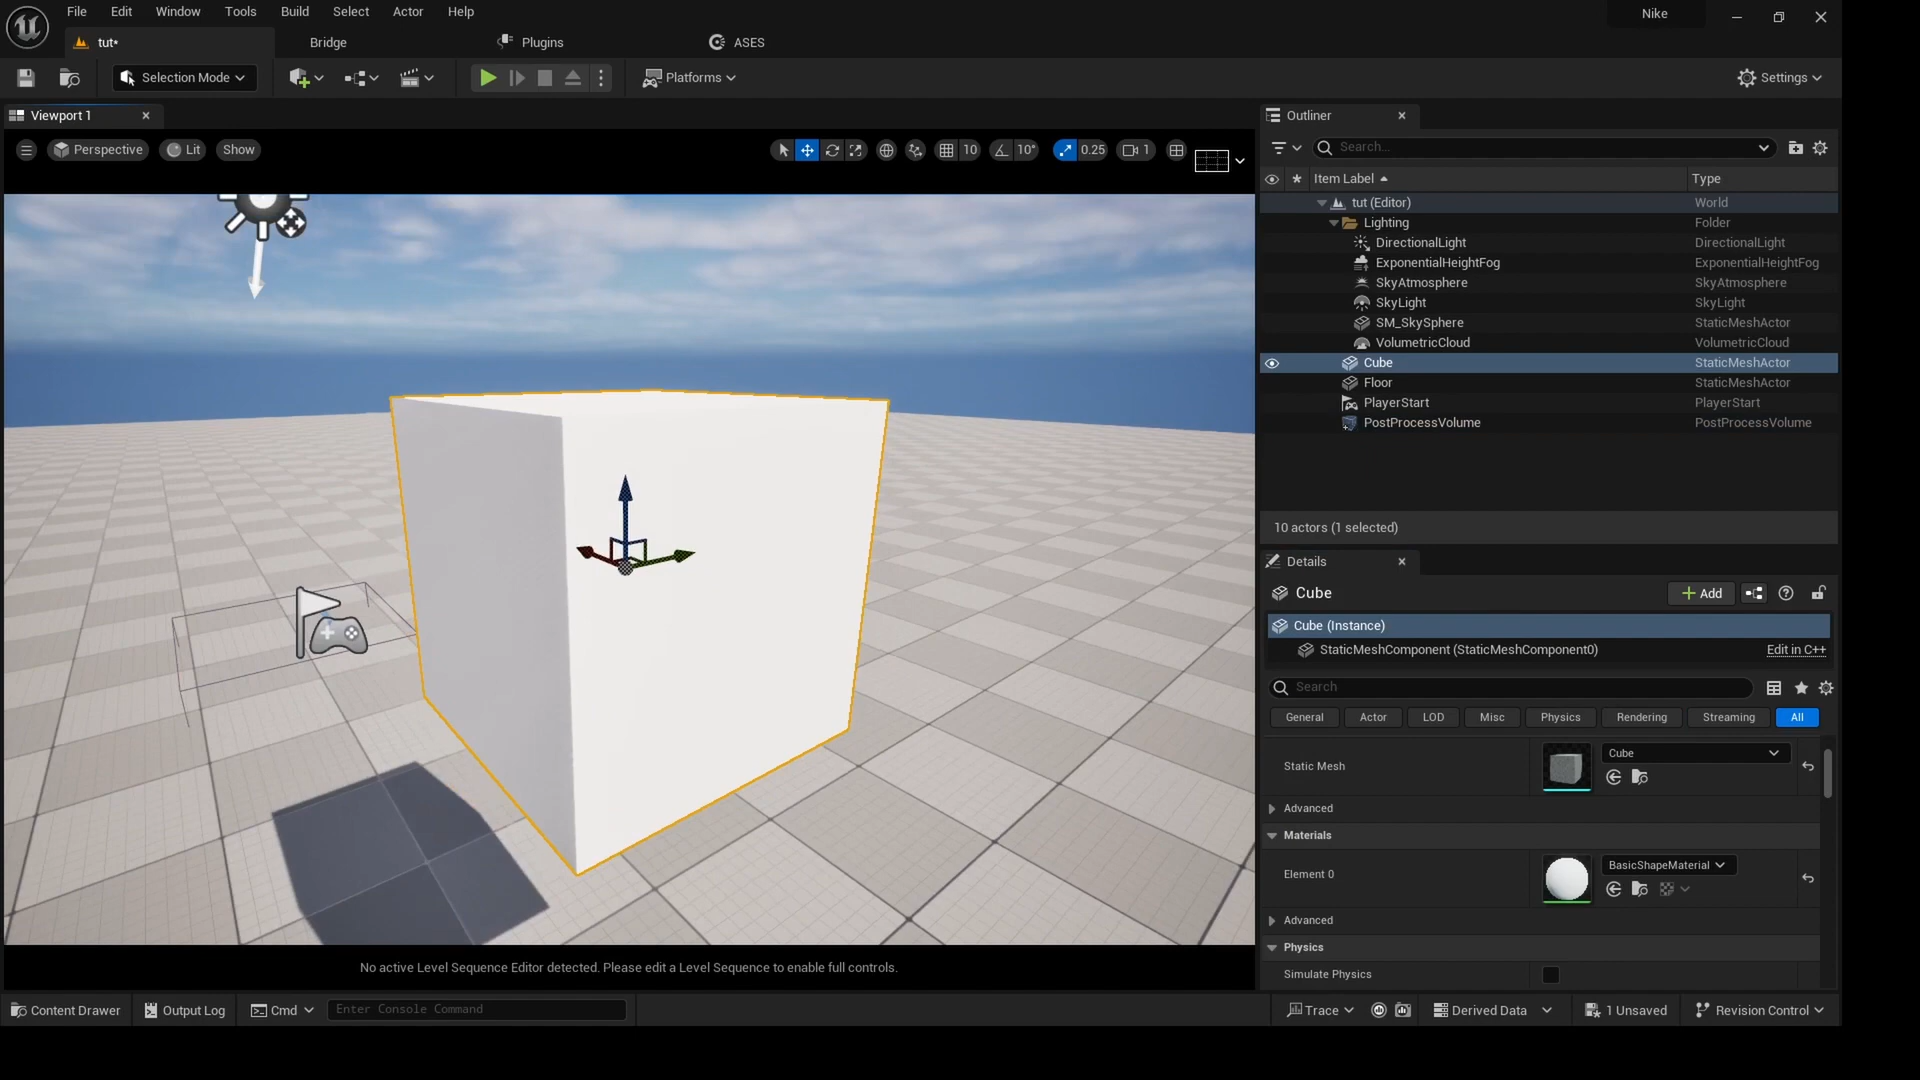 File Edit Window Tools Build Select Actor Help
Nike
tut*
Bridge
Plugins
ASES
Selection Mode
Platforms
Settings
Viewport 1
Perspective Lit Show
10 10° 0.25 1
No active Level Sequence Editor detected. Please edit a Level Sequence to enable full controls.
Outliner
Search...
Item Label Type
tut (Editor) World
Lighting Folder
DirectionalLight DirectionalLight
ExponentialHeightFog ExponentialHeightFog
SkyAtmosphere SkyAtmosphere
SkyLight SkyLight
SM_SkySphere StaticMeshActor
VolumetricCloud VolumetricCloud
Cube StaticMeshActor
Floor StaticMeshActor
PlayerStart PlayerStart
PostProcessVolume PostProcessVolume
10 actors (1 selected)
Details
Cube
Add
Cube (Instance)
StaticMeshComponent (StaticMeshComponent0) Edit in C++
Search
General Actor LOD Misc Physics Rendering Streaming All
Static Mesh Cube
Advanced
Materials
Element 0 BasicShapeMaterial
Advanced
Physics
Simulate Physics
Content Drawer Output Log Cmd Enter Console Command Trace Derived Data 1 Unsaved Revision Control